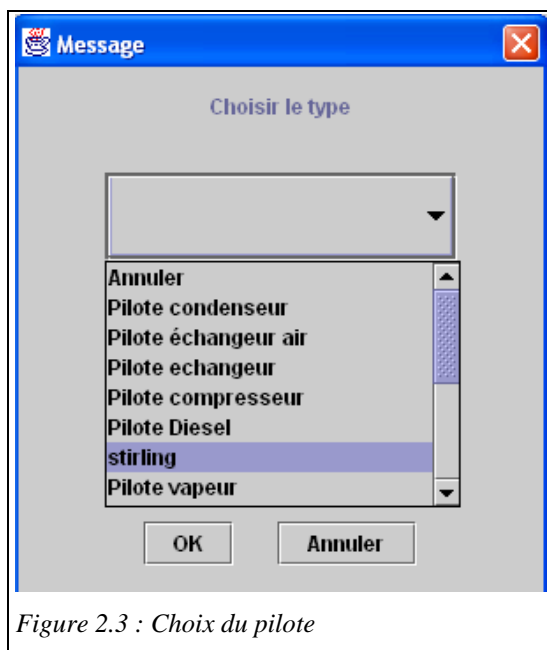 Message
Choisir le type
Annuler
Pilote condenseur
Pilote échangeur air
Pilote echangeur
Pilote compresseur
Pilote Diesel
stirling
Pilote vapeur
OK Annuler
Figure 2.3 : Choix du pilote